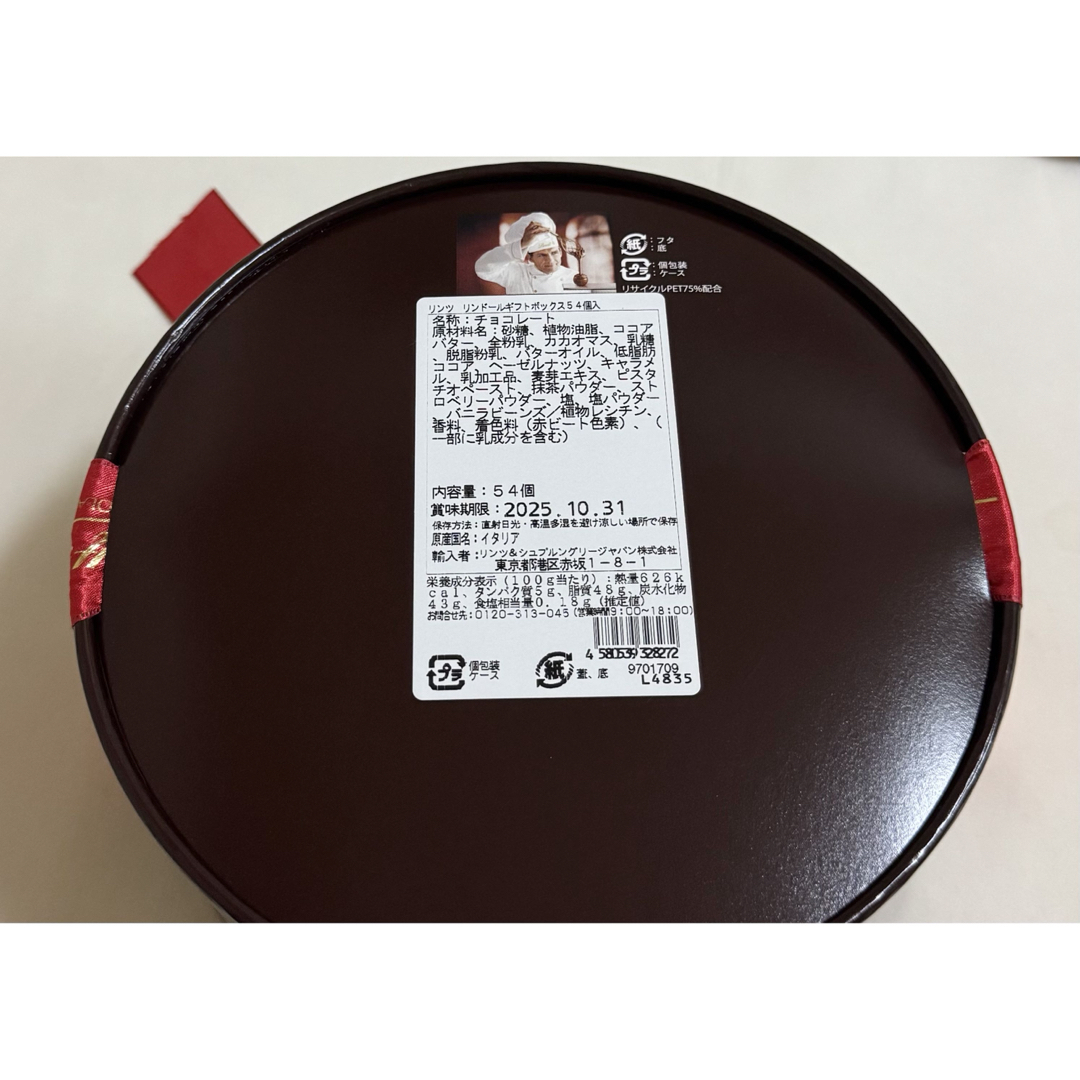 紙：フタ
：底
プラ：個包装
：ケース
リサイクルPET75%配合
リンツ　リンドールギフトボックス５４個入
名称：チョコレート
原材料名：砂糖、植物油脂、ココア
バター、全粉乳、カカオマス、乳糖
、脱脂粉乳、バターオイル、低脂肪
ココア、ヘーゼルナッツ、キャラメ
ル、乳加工品、麦芽エキス、ピスタ
チオペースト、抹茶パウダー、スト
ロベリーパウダー、塩、塩パウダー
、バニラビーンズ／植物レシチン、
香料、着色料（赤ビート色素）、（
一部に乳成分を含む）
内容量：５４個
賞味期限：2025.10.31
保存方法：直射日光・高温多湿を避け涼しい場所で保存
原産国名：イタリア
輸入者：リンツ＆シュプルングリージャパン株式会社
東京都港区赤坂１－８－１
栄養成分表示（１００ｇ当たり）：熱量６２６ｋ
ｃａｌ、タンパク質５ｇ、脂質４８ｇ、炭水化物
４３ｇ、食塩相当量０．１８ｇ（推定値）
お問合せ先：0120-313-045（営業時間9：00～18：00）
4 580539 328272
プラ 個包装
ケース
紙 蓋、底
9701709
L4835